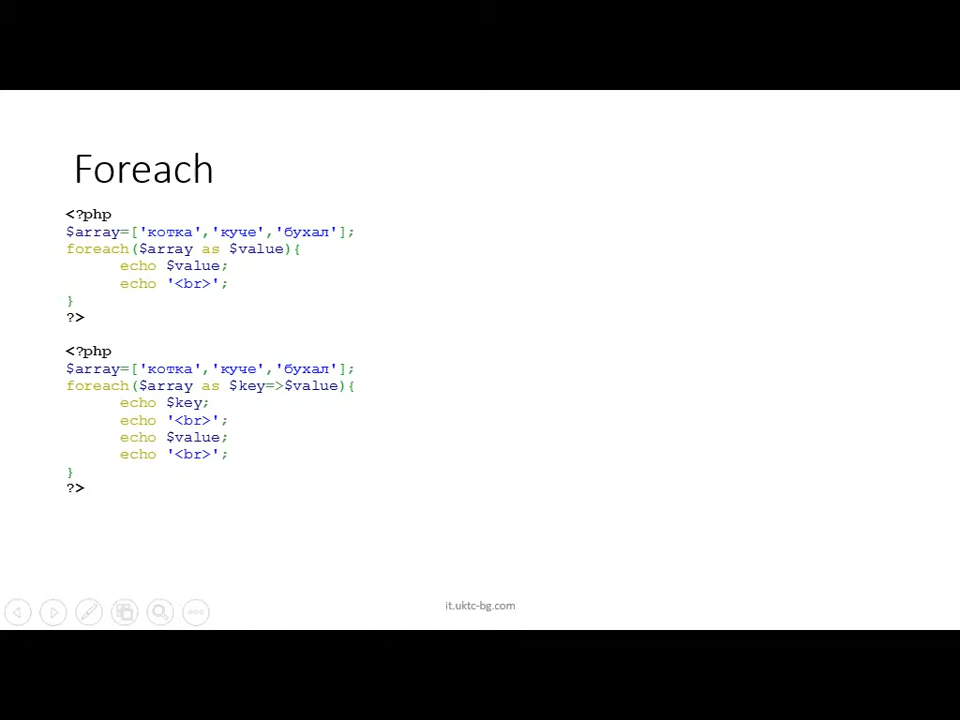 Foreach
<?php
$array=['котка','куче','бухал'];
foreach($array as $value){
echo $value;
echo '<br>';
}
?>
<?php
$array=['котка','куче','бухал'];
foreach($array as $key=>$value){
echo $key;
echo '<br>';
echo $value;
echo '<br>';
}
?>
it.uktc-bg.com